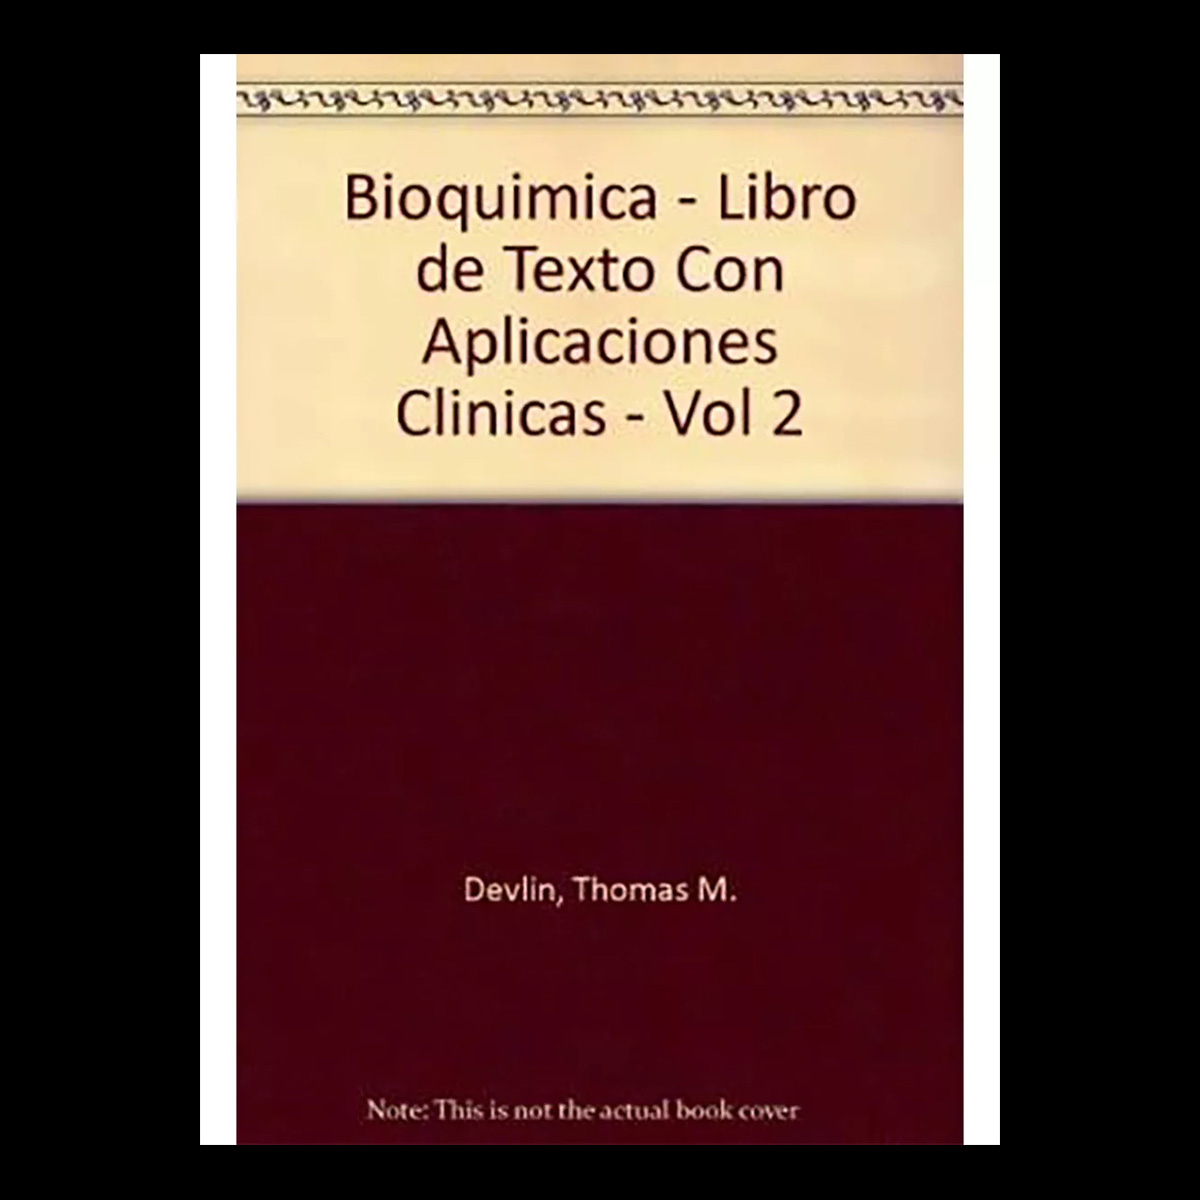 Bioquimica - Libro
de Texto Con
Aplicaciones
Clinicas - Vol 2
Devlin, Thomas M.
Note: This is not the actual book cover